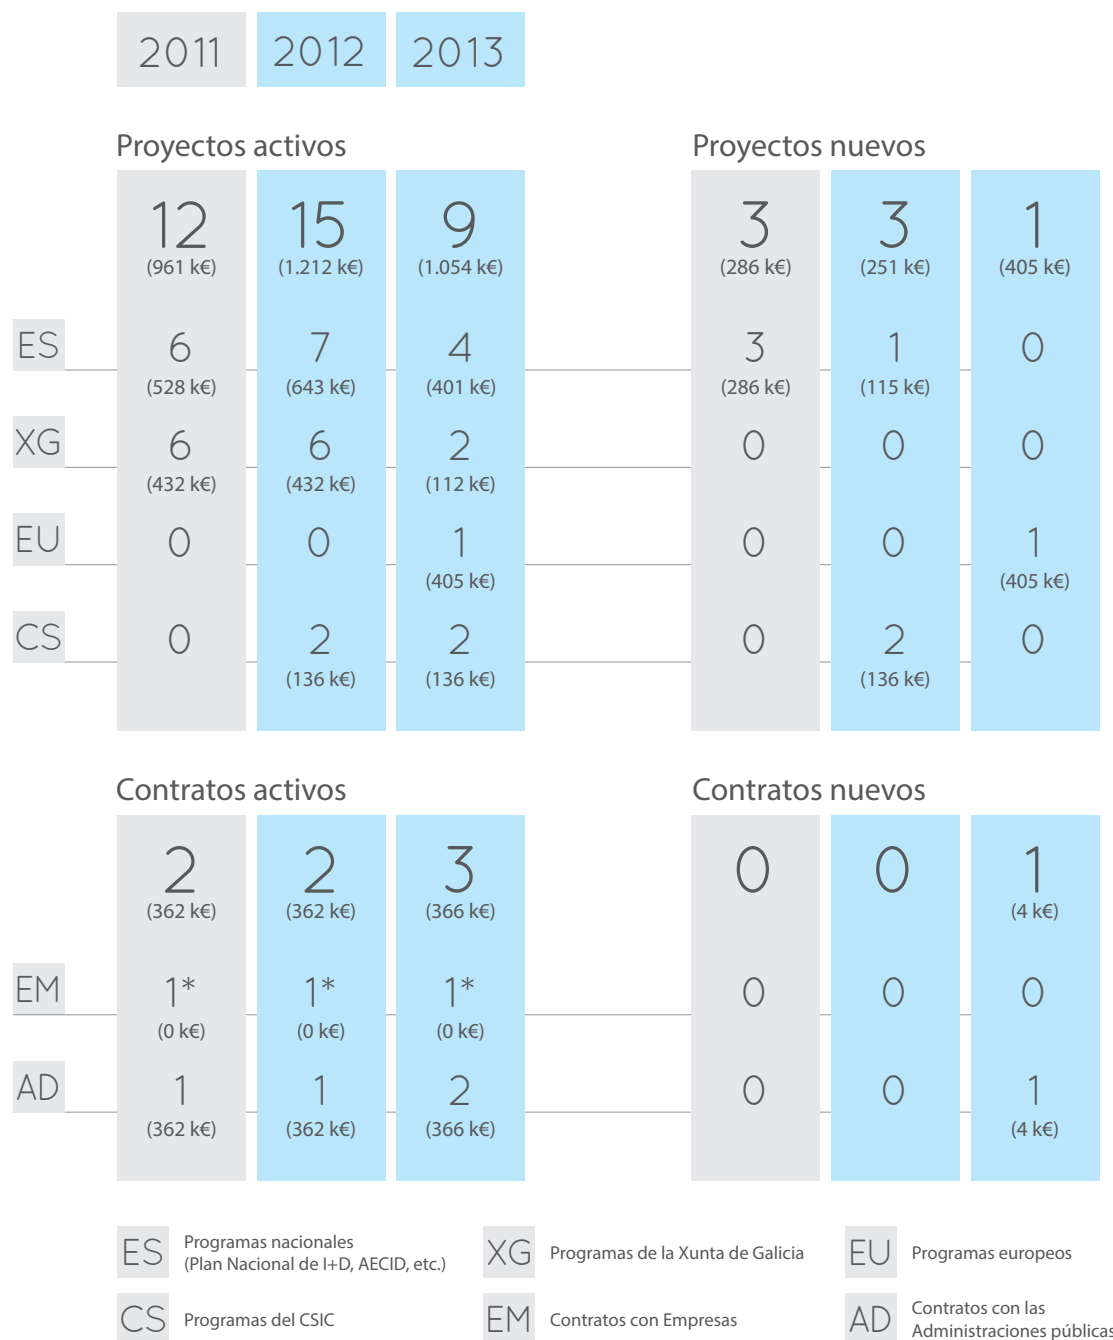 2011 2012 2013
Proyectos activos Proyectos nuevos
12 15 9 3 3 1
(961 k€) (1.212 k€) (1.054 k€) (286 k€) (251 k€) (405 k€)
ES 6 7 4 3 1 0
(528 k€) (643 k€) (401 k€) (286 k€) (115 k€)
XG 6 6 2 0 0 0
(432 k€) (432 k€) (112 k€)
EU 0 0 1 0 0 1
(405 k€) (405 k€)
CS 0 2 2 0 2 0
(136 k€) (136 k€) (136 k€)
Contratos activos Contratos nuevos
2 2 3 0 0 1
(362 k€) (362 k€) (366 k€) (4 k€)
EM 1* 1* 1* 0 0 0
(0 k€) (0 k€) (0 k€)
AD 1 1 2 0 0 1
(362 k€) (362 k€) (366 k€) (4 k€)
ES Programas nacionales
(Plan Nacional de I+D, AECID, etc.)
XG Programas de la Xunta de Galicia
EU Programas europeos
CS Programas del CSIC
EM Contratos con Empresas
AD Contratos con las
Administraciones públicas